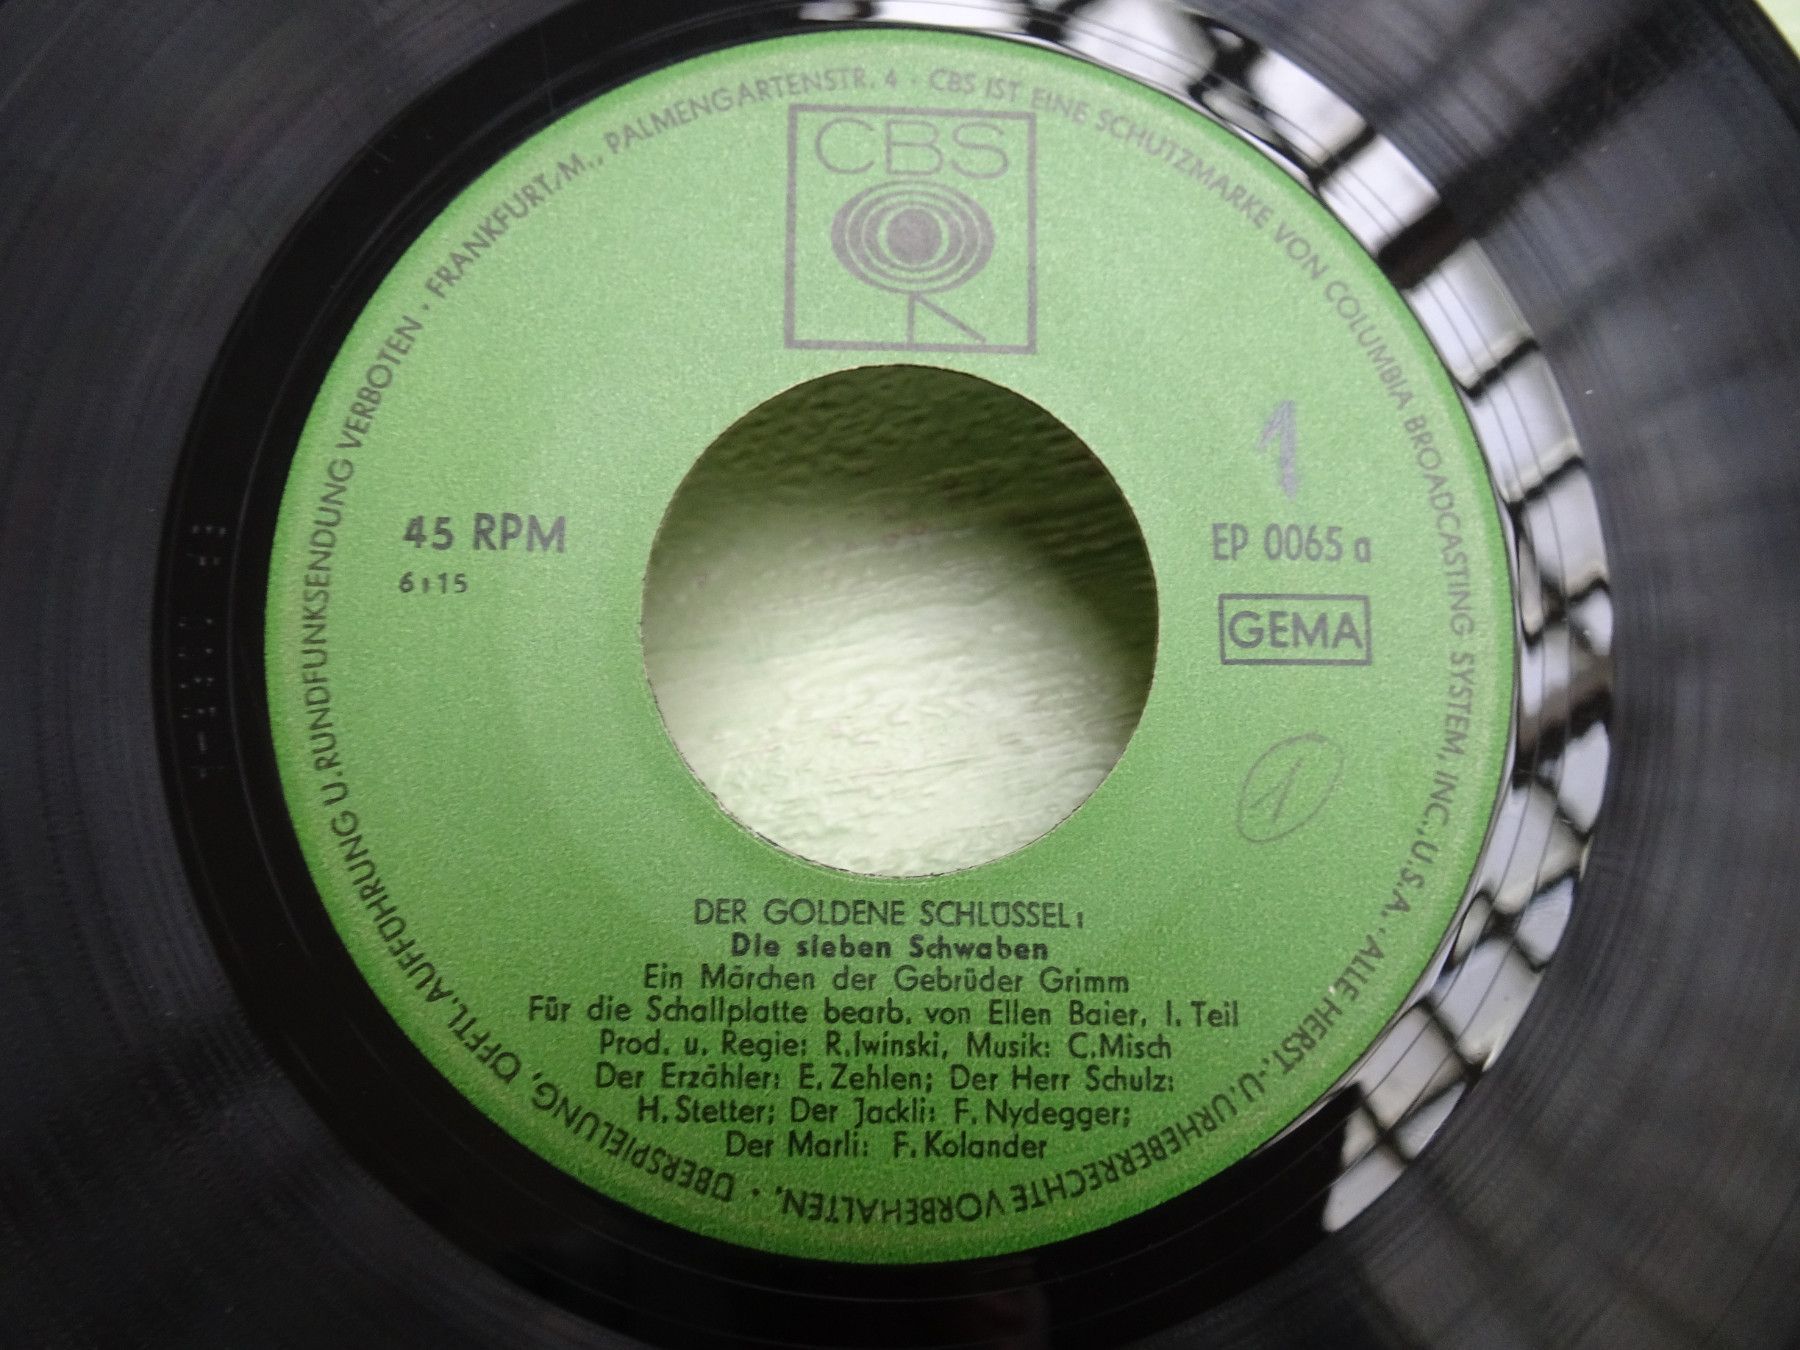 FRANKFURT/M., PALMENGARTENSTR. 4 · CBS IST EINE SCHUTZMARKE VON COLUMBIA BROADCASTING SYSTEM, INC., U.S.A. · ALLE HERST.-U.URHEBERRECHTE VORBEHALTEN. · ÜBERSPIELUNG, ÖFFTL.AUFFÜHRUNG U.RUNDFUNKSENDUNG VERBOTEN ·
CBS
1
45 RPM
6:15
EP 0065 a
GEMA
1
DER GOLDENE SCHLÜSSEL:
Die sieben Schwaben
Ein Märchen der Gebrüder Grimm
Für die Schallplatte bearb. von Ellen Baier, I. Teil
Prod. u. Regie: R.Iwinski, Musik: C.Misch
Der Erzähler: E.Zehlen; Der Herr Schulz:
H.Stetter; Der Jackli: F.Nydegger;
Der Marli: F.Kolander